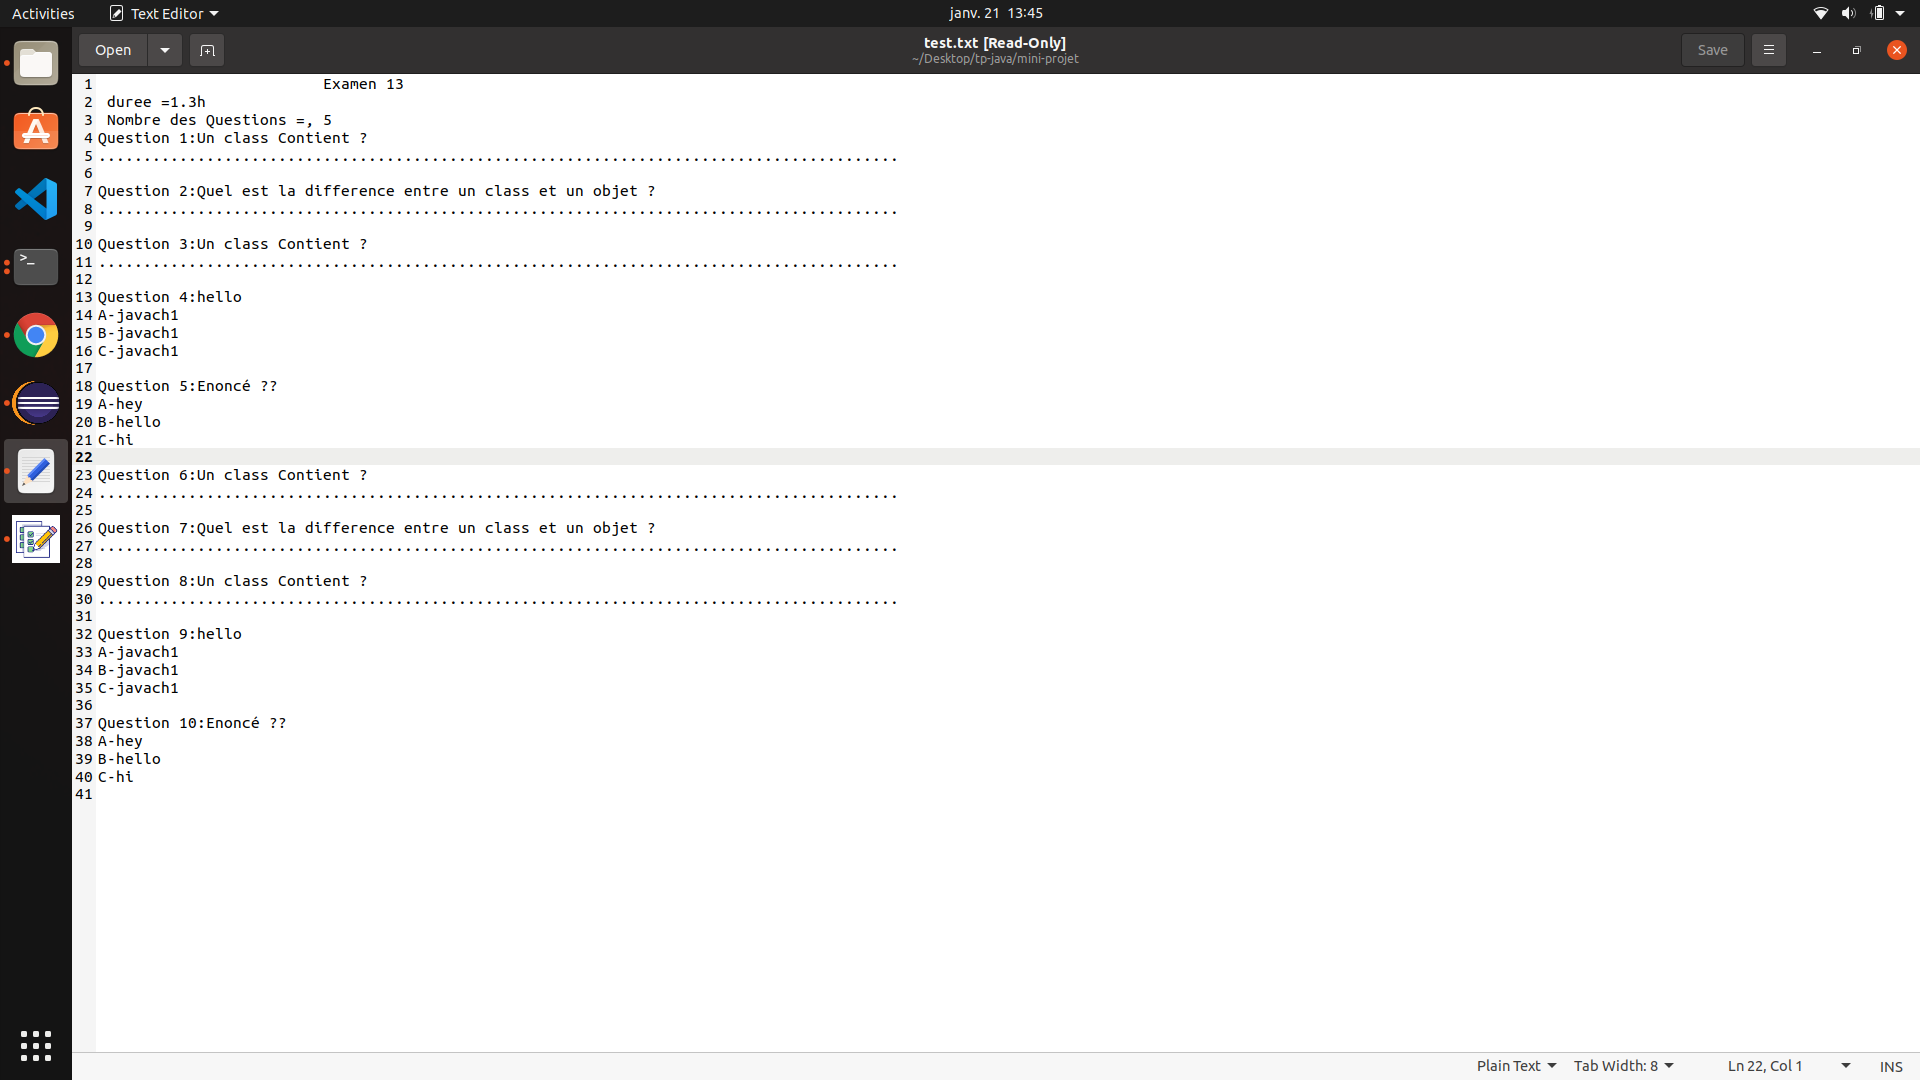 Activities Text Editor janv. 21 13:45
Open test.txt [Read-Only] Save
~/Desktop/tp-java/mini-projet
1 Examen 13
2 duree =1.3h
3 Nombre des Questions =, 5
4 Question 1:Un class Contient ?
5 .........................................................................................
6
7 Question 2:Quel est la difference entre un class et un objet ?
8 .........................................................................................
9
10 Question 3:Un class Contient ?
11 .........................................................................................
12
13 Question 4:hello
14 A-javach1
15 B-javach1
16 C-javach1
17
18 Question 5:Enoncé ??
19 A-hey
20 B-hello
21 C-hi
22
23 Question 6:Un class Contient ?
24 .........................................................................................
25
26 Question 7:Quel est la difference entre un class et un objet ?
27 .........................................................................................
28
29 Question 8:Un class Contient ?
30 .........................................................................................
31
32 Question 9:hello
33 A-javach1
34 B-javach1
35 C-javach1
36
37 Question 10:Enoncé ??
38 A-hey
39 B-hello
40 C-hi
41
Plain Text Tab Width: 8 Ln 22, Col 1 INS